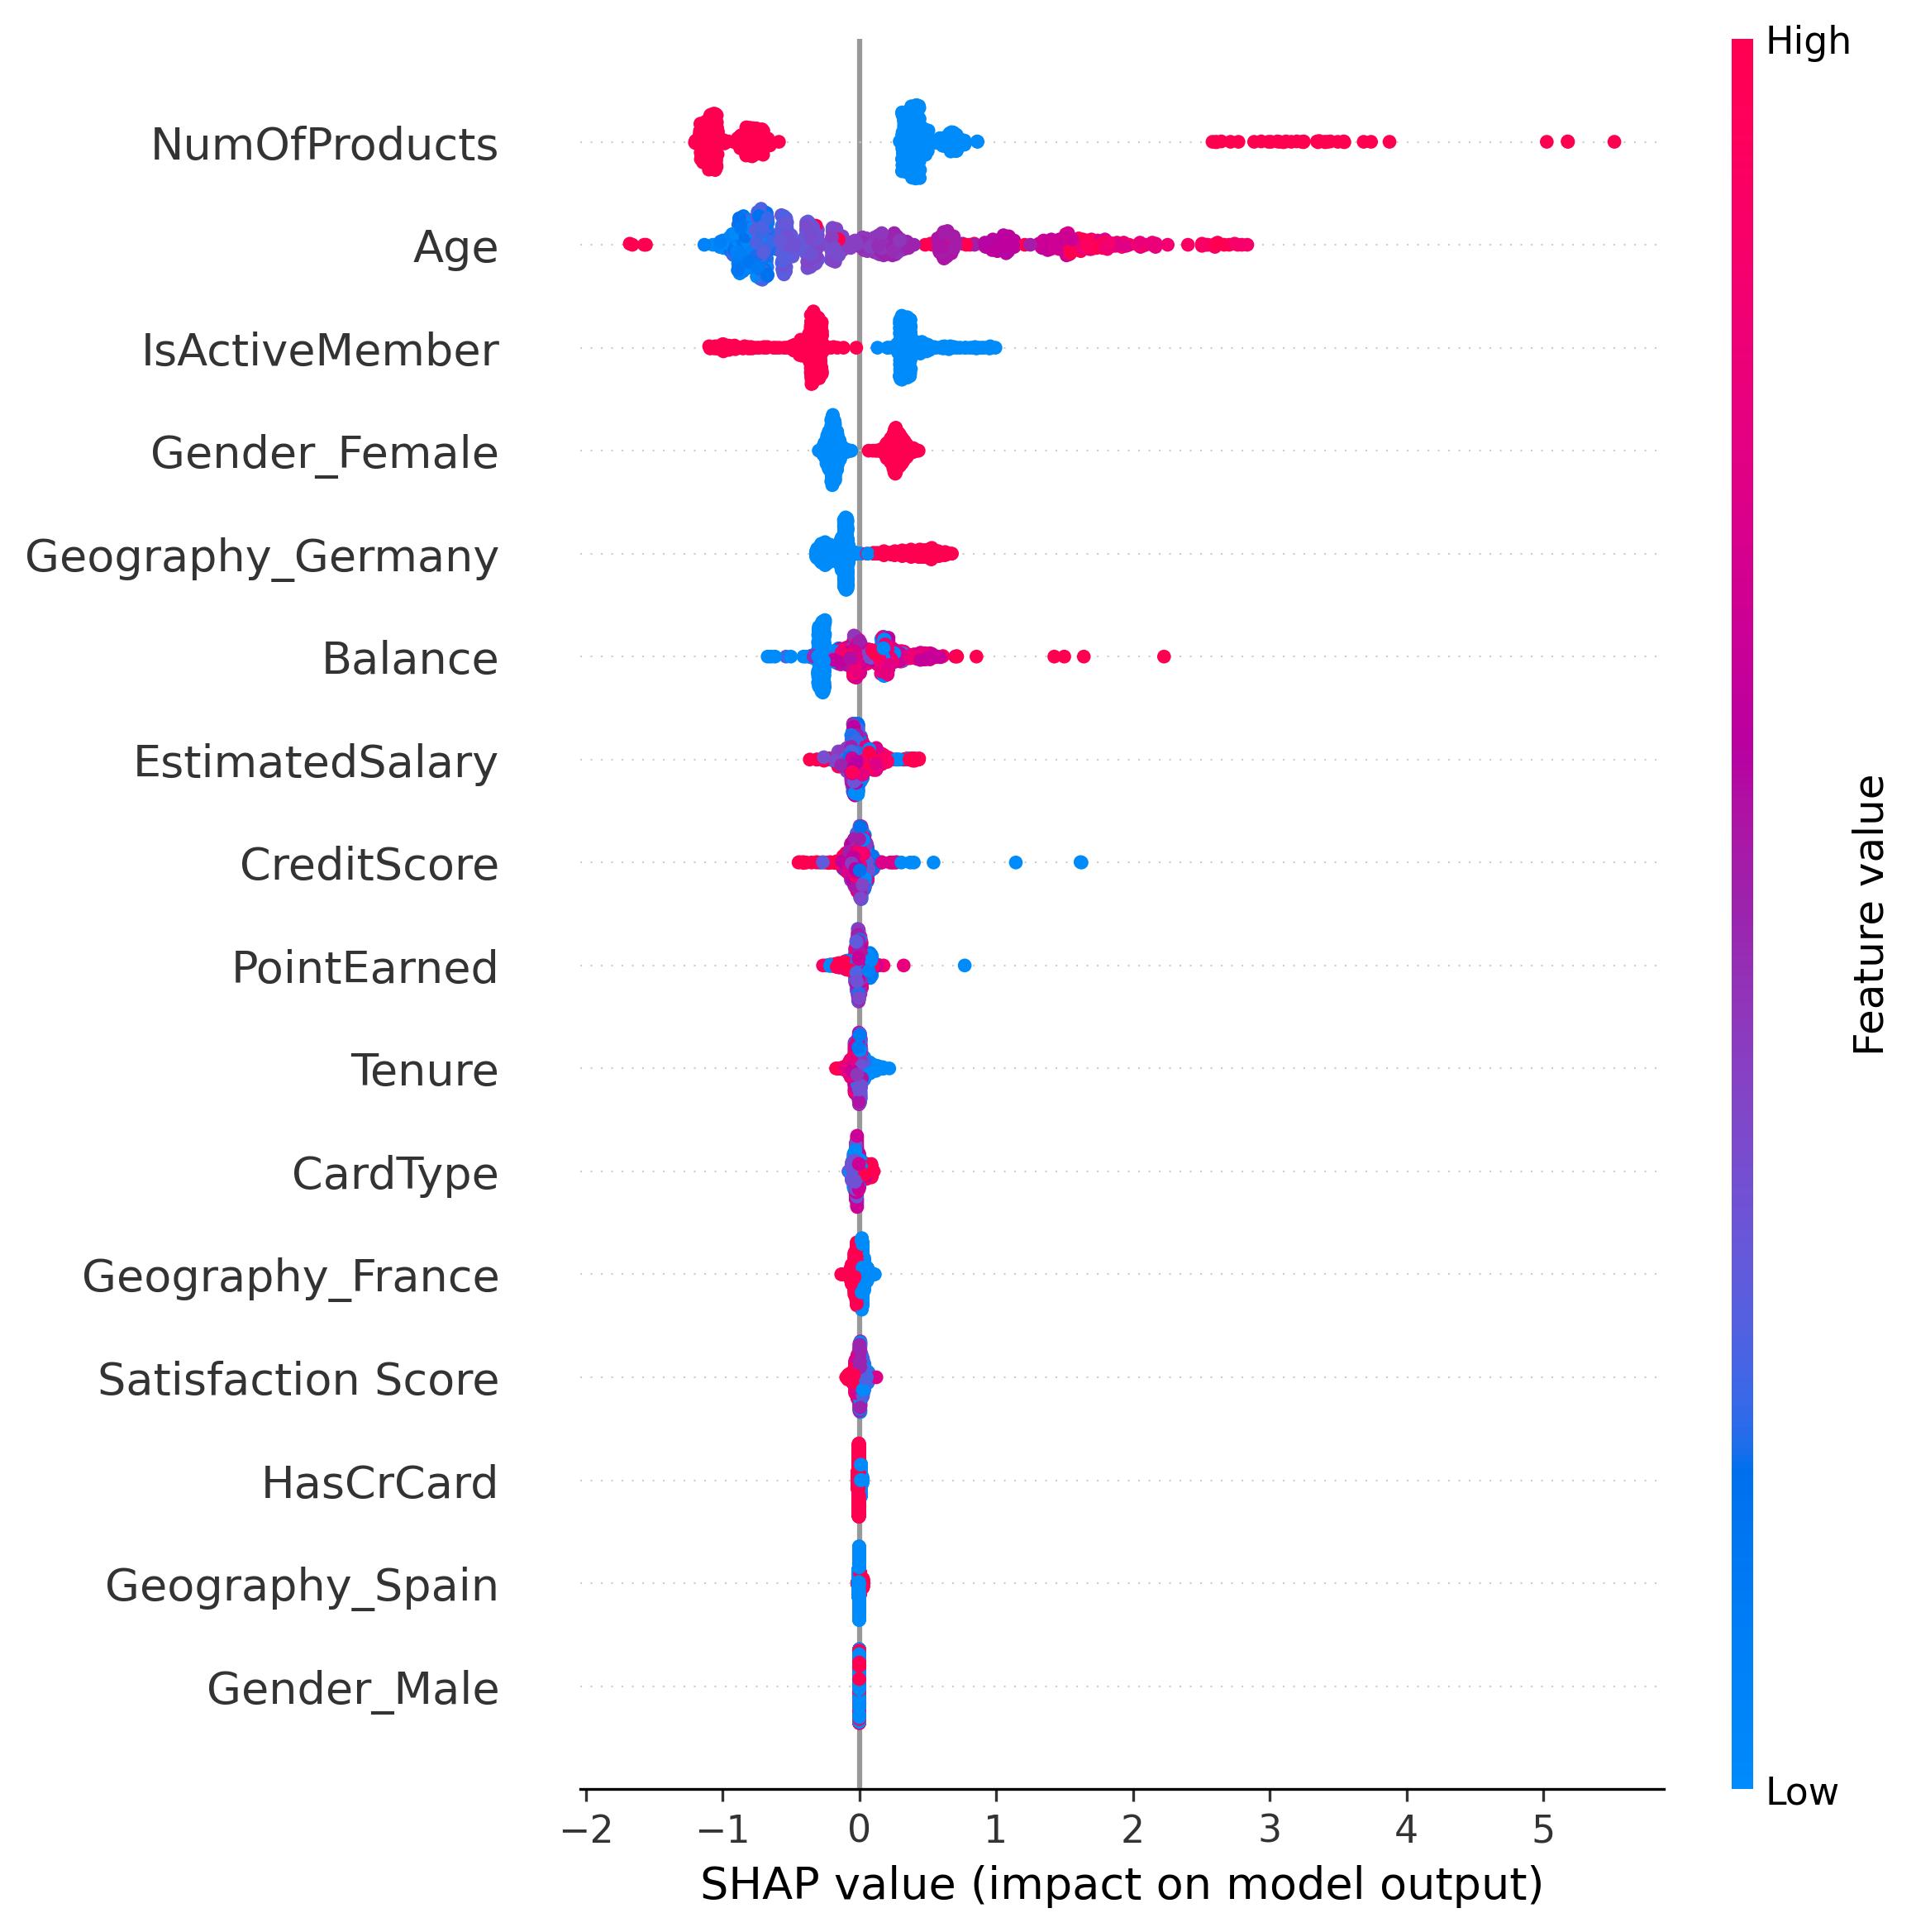 High
NumOfProducts
Age
IsActiveMember
Gender_Female
Geography_Germany
Balance
EstimatedSalary
CreditScore
PointEarned
Tenure
CardType
Geography_France
Satisfaction Score
HasCrCard
Geography_Spain
Gender_Male
Feature value
Low
−2 −1 0 1 2 3 4 5
SHAP value (impact on model output)